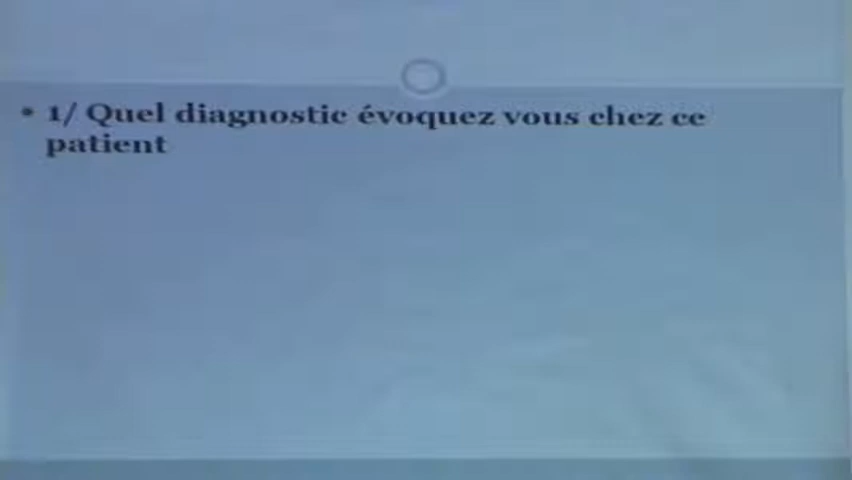 • 1/ Quel diagnostic évoquez vous chez ce
patient